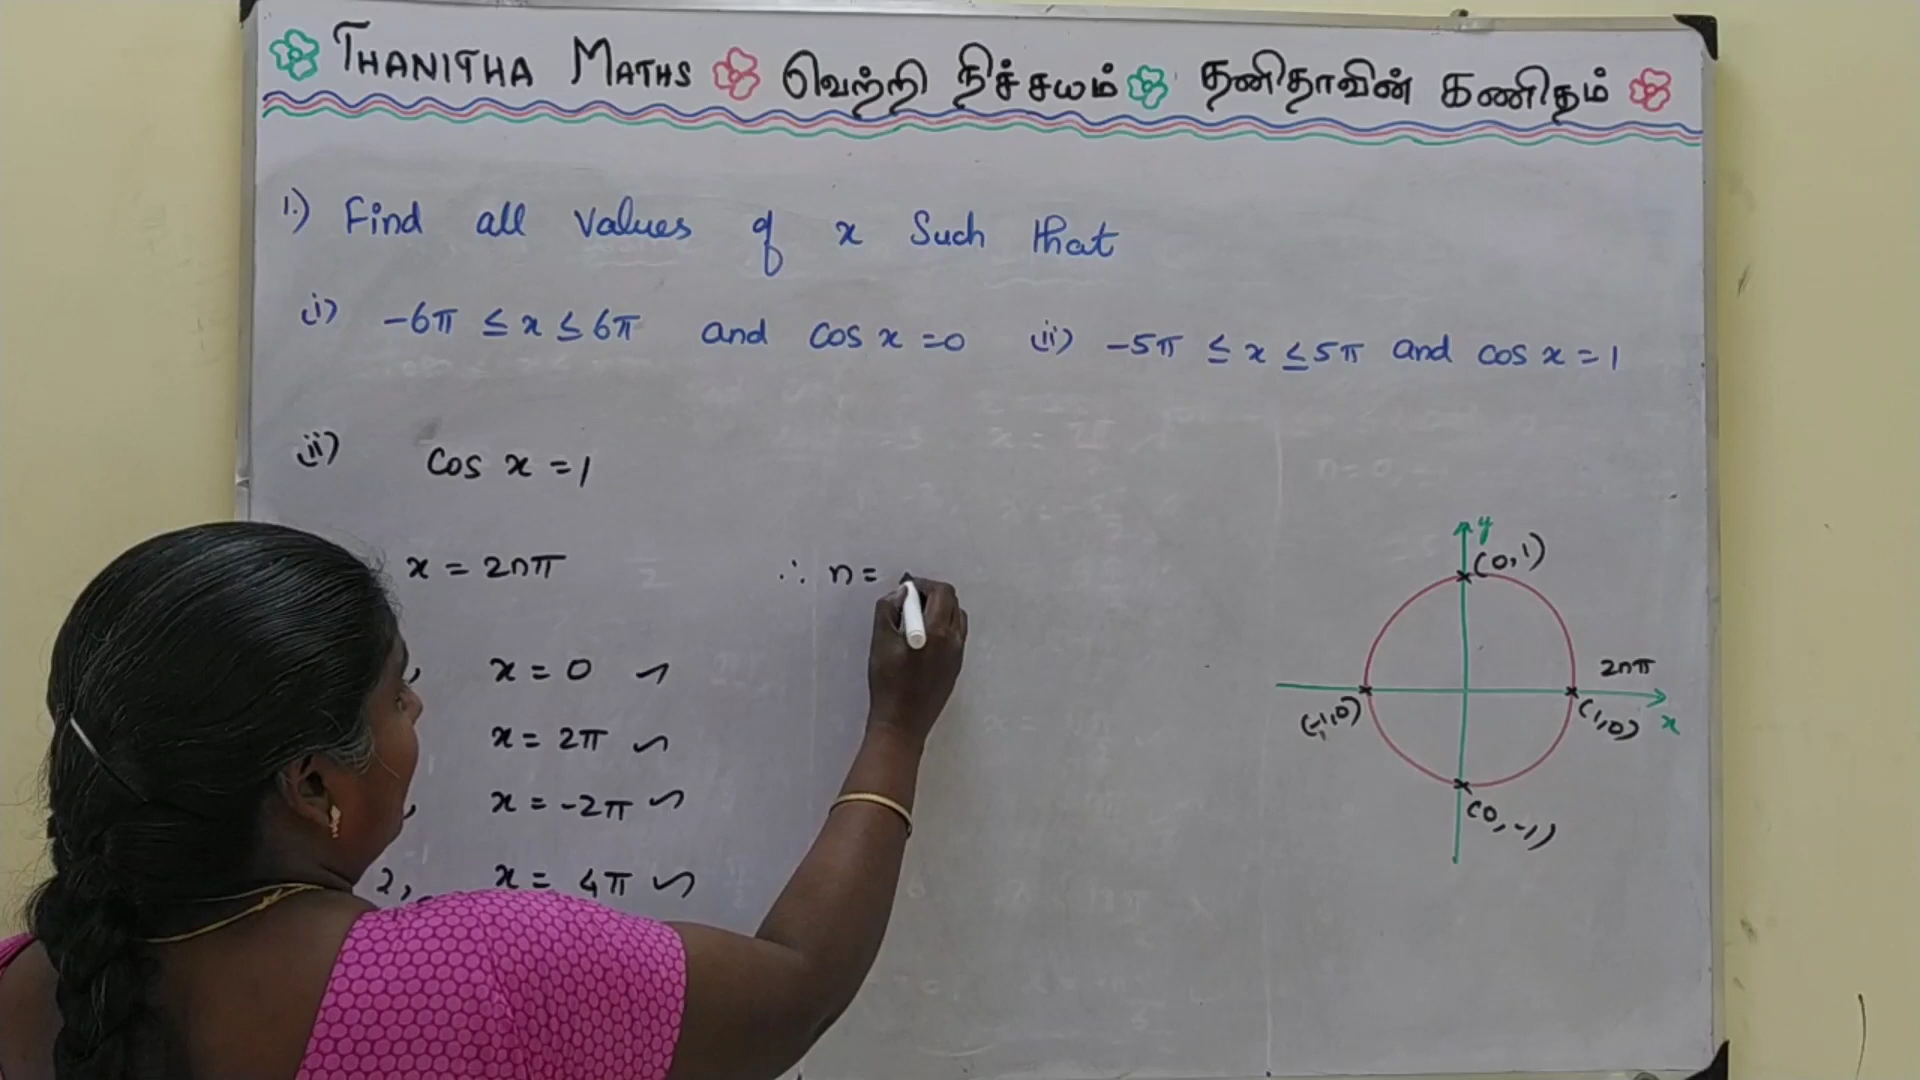 THANITHA MATHS வெற்றி நிச்சயம் தனிதாவின் கணிதம்
1.) Find all values of x Such that
i) -6π ≤ x ≤ 6π and cos x = 0 ii) -5π ≤ x ≤ 5π and cos x = 1
ii) cos x = 1
x = 2nπ ∴ n =
, x = 0
x = 2π
, x = -2π
2, x = 4π
y
(0,1)
2nπ
(-1,0) (1,0) x
(0,-1)